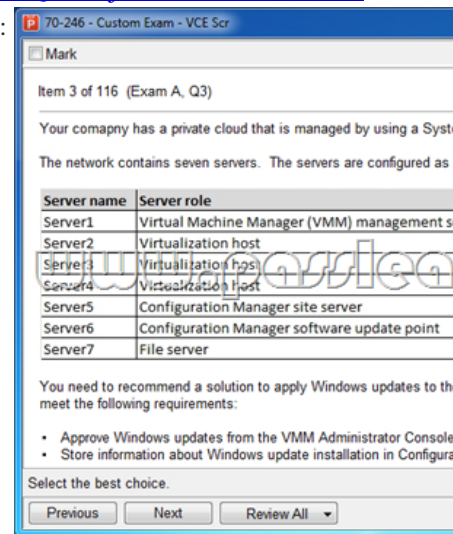 :
70-246 - Custom Exam - VCE Scr
Mark
Item 3 of 116 (Exam A, Q3)
Your comapny has a private cloud that is managed by using a Syst
The network contains seven servers. The servers are configured as
Server name Server role
Server1 Virtual Machine Manager (VMM) management s
Server2 Virtualization host
Server3 Virtualization host
Server4 Virtualization host
Server5 Configuration Manager site server
Server6 Configuration Manager software update point
Server7 File server
www.passlea
You need to recommend a solution to apply Windows updates to the
meet the following requirements:
• Approve Windows updates from the VMM Administrator Console
• Store information about Windows update installation in Configura
Select the best choice.
Previous Next Review All